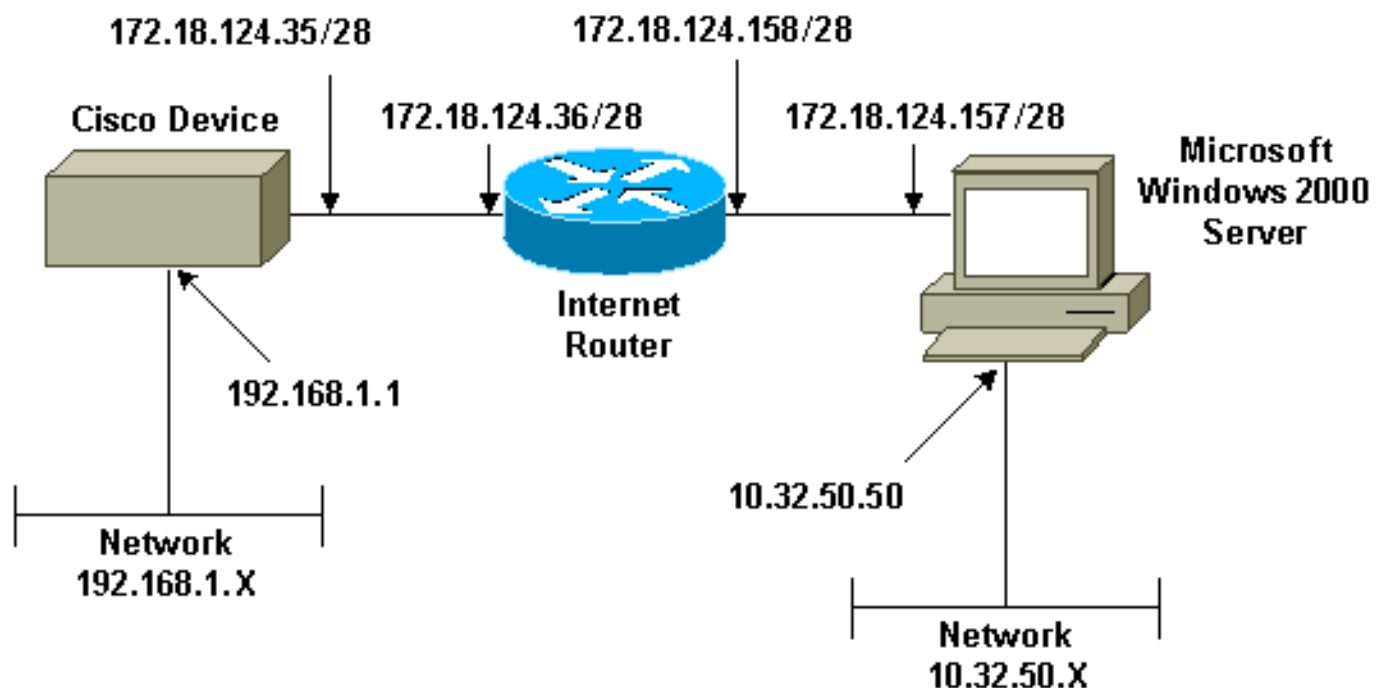 172.18.124.35/28
172.18.124.158/28
Cisco Device
172.18.124.36/28
172.18.124.157/28
Microsoft
Windows 2000
Server
Internet
Router
192.168.1.1
10.32.50.50
Network
192.168.1.X
Network
10.32.50.X